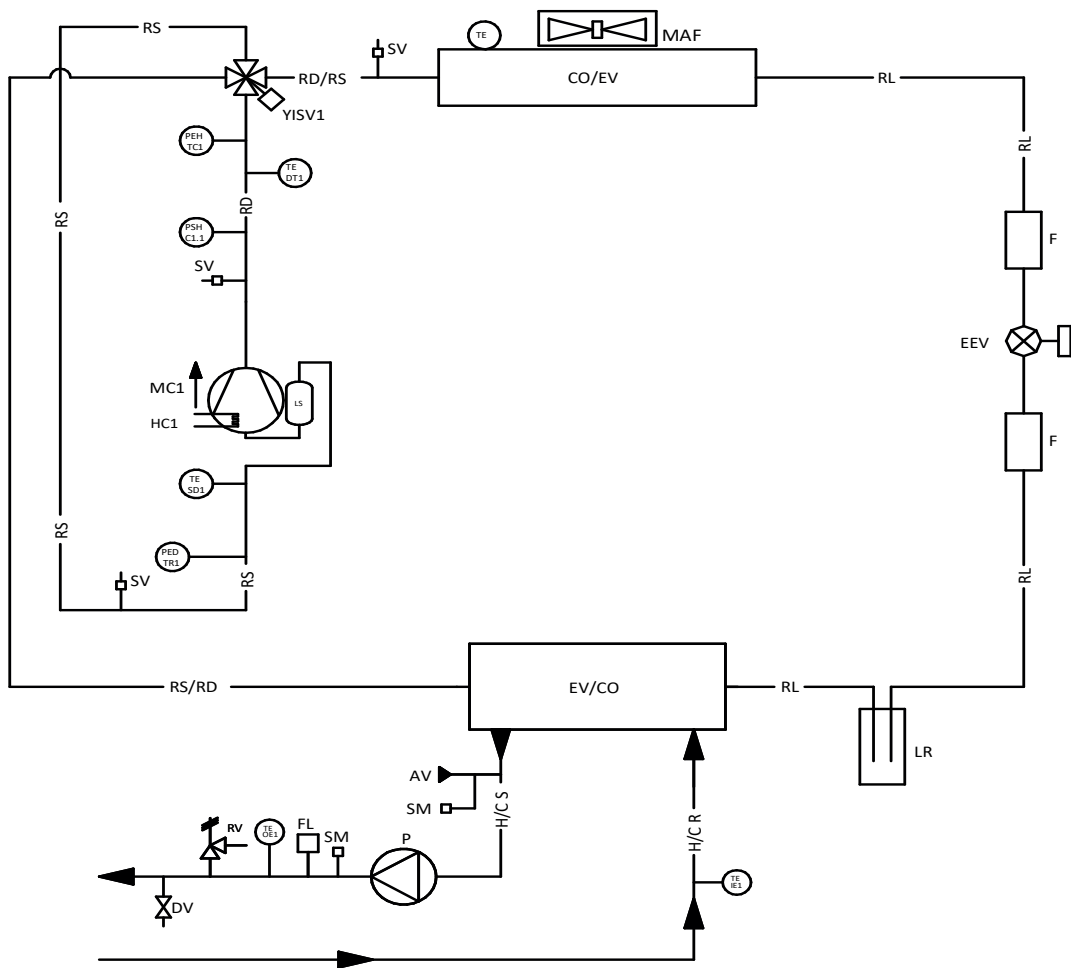 RS
TE
MAF
SV
RD/RS
CO/EV
RL
YISV1
PEH
TC1
RL
TE
DT1
RS
RD
PSH
C1.1
F
SV
EEV
MC1
LS
HC1
F
TE
SD1
RS
PED
TR1
SV
RS
RL
RS/RD
EV/CO
RL
LR
AV
SM
H/C S
H/C R
RV
TE
OE1
FL
SM
P
TE
IE1
DV